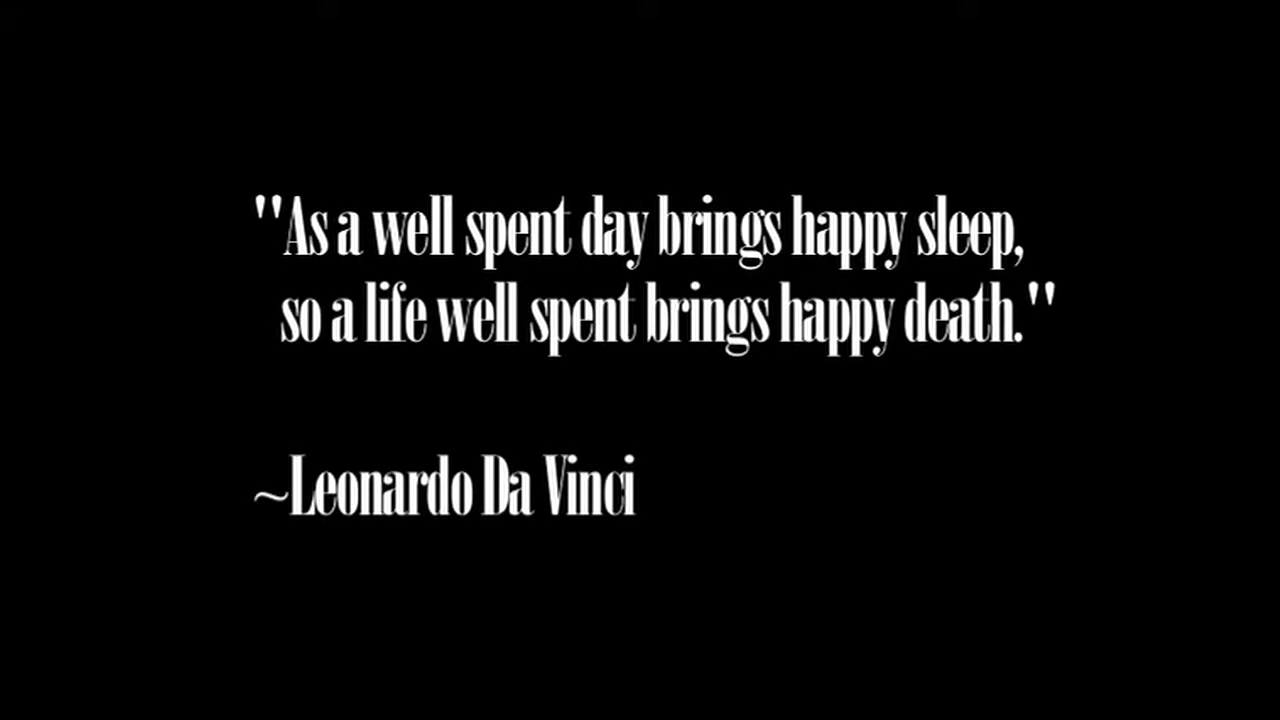 "As a well spent day brings happy sleep,
so a life well spent brings happy death."
~Leonardo Da Vinci